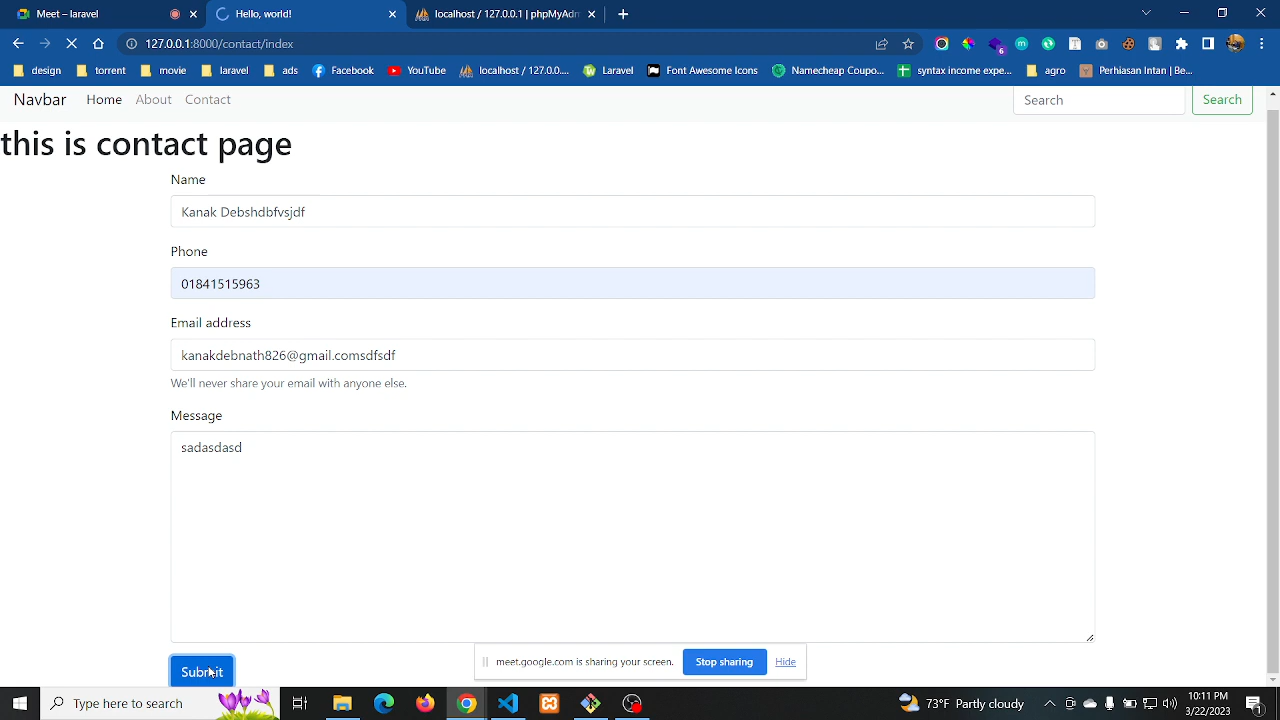 Meet – laravel
Hello, world!
localhost / 127.0.0.1 | phpMyAdm
127.0.0.1:8000/contact/index
design
torrent
movie
laravel
ads
Facebook
YouTube
localhost / 127.0.0...
Laravel
Font Awesome Icons
Namecheap Coupo...
syntax income expe...
agro
Perhiasan Intan | Be...
Navbar
Home
About
Contact
Search
Search
this is contact page
Name
Kanak Debshdbfvsjdf
Phone
01841515963
Email address
kanakdebnath826@gmail.comsdfsdf
We'll never share your email with anyone else.
Message
sadasdasd
Submit
meet.google.com is sharing your screen.
Stop sharing
Hide
Type here to search
73°F Partly cloudy
10:11 PM
3/22/2023